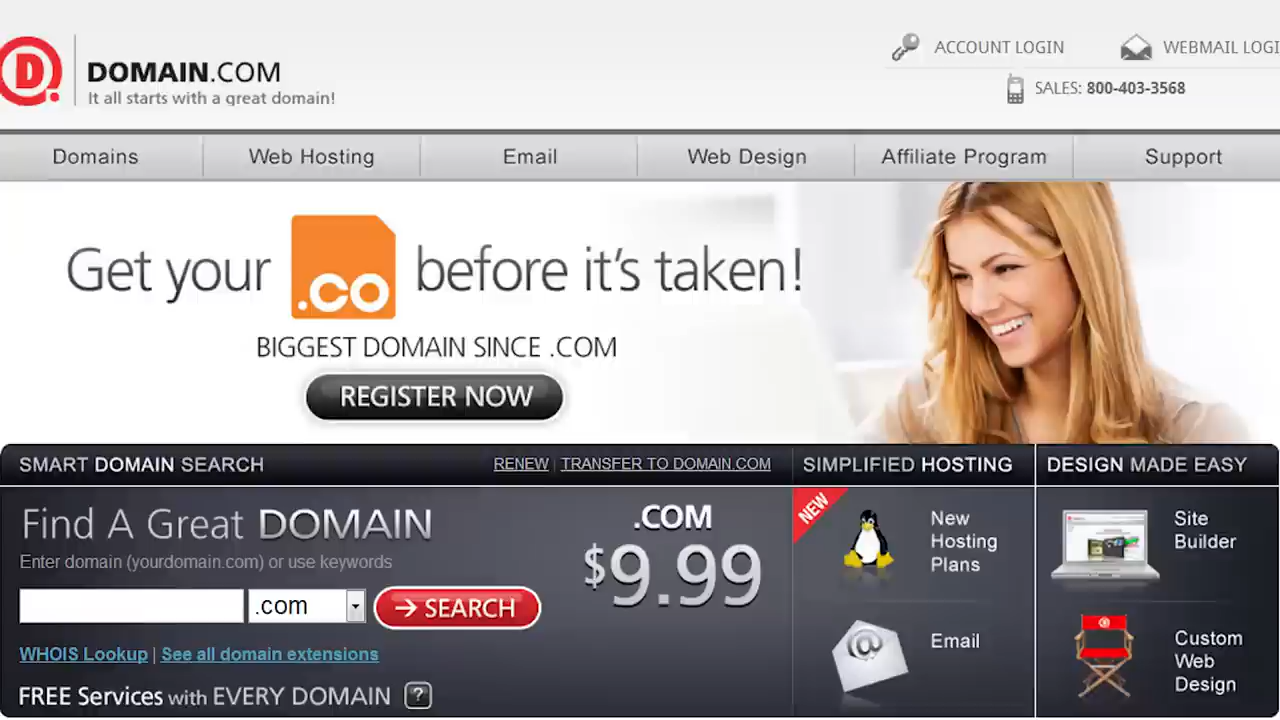 DOMAIN.COM
It all starts with a great domain!
ACCOUNT LOGIN
WEBMAIL LOGI
SALES: 800-403-3568
Domains
Web Hosting
Email
Web Design
Affiliate Program
Support
Get your .co before it's taken!
BIGGEST DOMAIN SINCE .COM
REGISTER NOW
SMART DOMAIN SEARCH
RENEW | TRANSFER TO DOMAIN.COM
SIMPLIFIED HOSTING
DESIGN MADE EASY
Find A Great DOMAIN
Enter domain (yourdomain.com) or use keywords
.com
SEARCH
WHOIS Lookup | See all domain extensions
FREE Services with EVERY DOMAIN ?
.COM
$9.99
NEW
New
Hosting
Plans
@
Email
Site
Builder
Custom
Web
Design